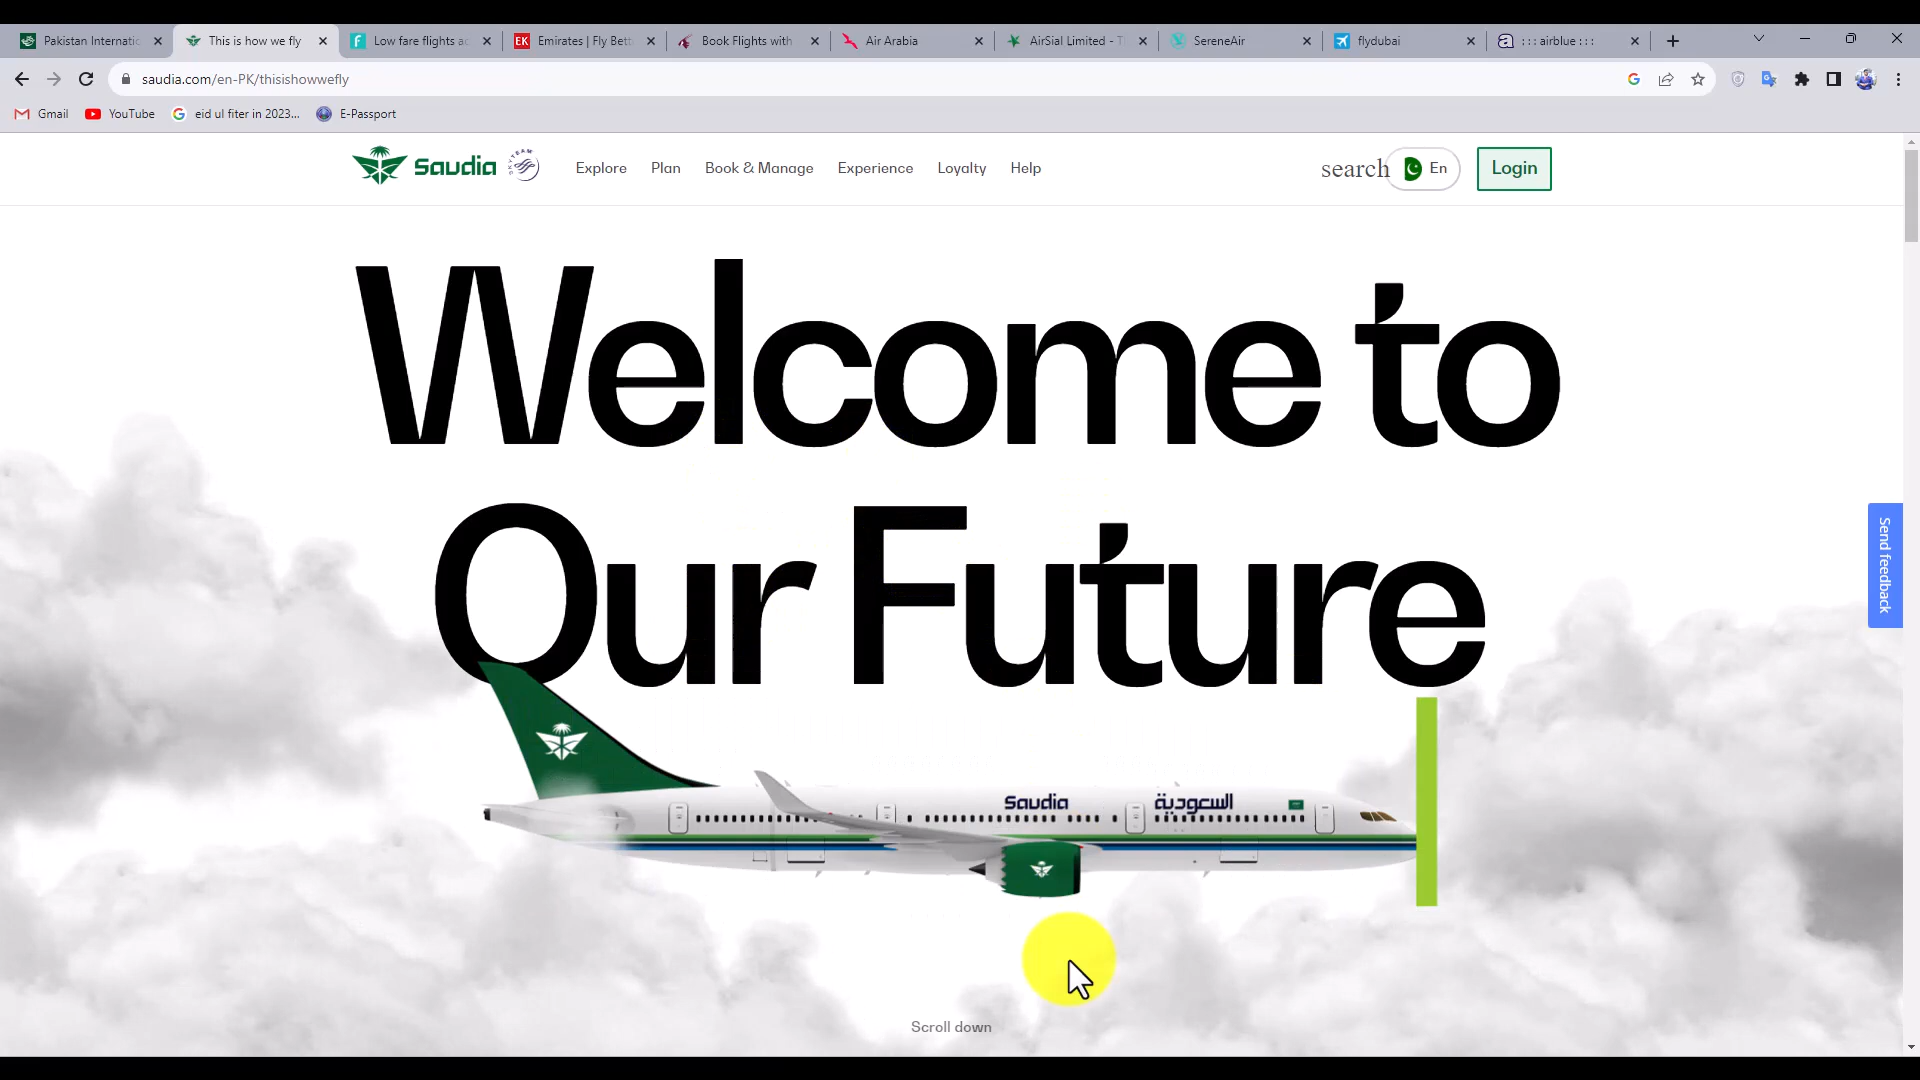 Pakistan Internatio
This is how we fly
Low fare flights ac
EK
Emirates | Fly Bett
Book Flights with
Air Arabia
AirSial Limited - T
SereneAir
flydubai
a
: : : airblue : : :
saudia.com/en-PK/thisishowwefly
Gmail
YouTube
eid ul fiter in 2023...
E-Passport
Saudia
SKYTEAM
Explore
Plan
Book & Manage
Experience
Loyalty
Help
search
En
Login
Welcome to
Our Future
Saudia
السعودية
Send feedback
Scroll down